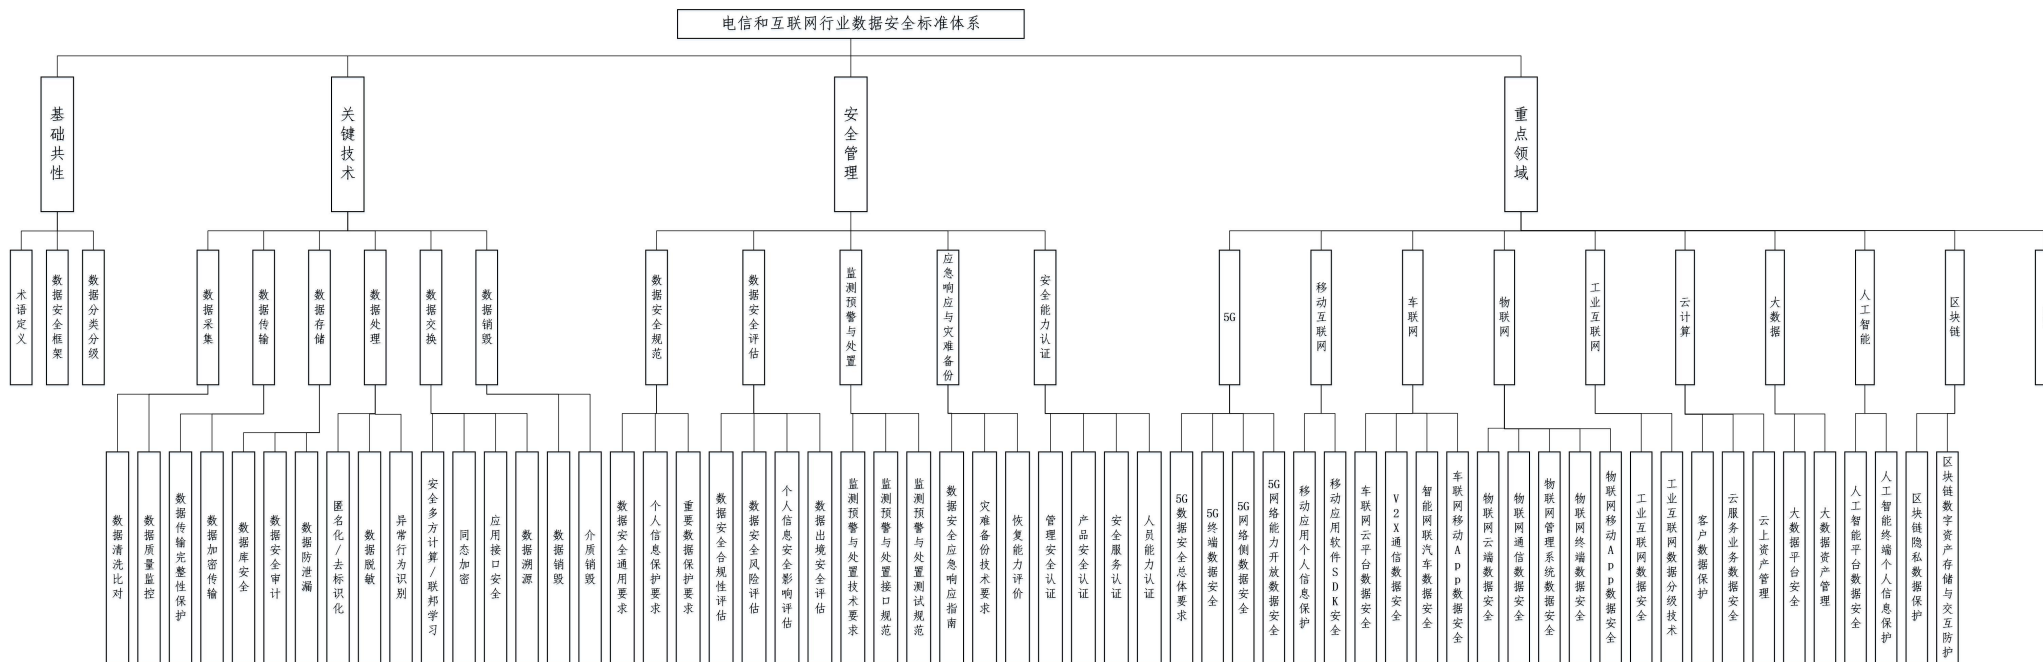 电信和互联网行业数据安全标准体系
基础共性
关键技术
安全管理
重点领域
术语定义
数据安全框架
数据分类分级
数据采集
数据传输
数据存储
数据处理
数据交换
数据销毁
数据安全规范
数据安全评估
监测预警与处置
应急响应与灾难备份
安全能力认证
5G
移动互联网
车联网
物联网
工业互联网
云计算
大数据
人工智能
区块链
数据清洗比对
数据质量监控
数据传输完整性保护
数据加密传输
数据库安全
数据安全审计
数据防泄漏
匿名化/去标识化
数据脱敏
异常行为识别
安全多方计算/联邦学习
同态加密
应用接口安全
数据溯源
数据销毁
介质销毁
数据安全通用要求
个人信息保护要求
重要数据保护要求
数据安全合规性评估
数据安全风险评估
个人信息安全影响评估
数据出境安全评估
监测预警与处置技术要求
监测预警与处置接口规范
监测预警与处置测试规范
数据安全应急响应指南
灾难备份技术要求
恢复能力评价
管理安全认证
产品安全认证
安全服务认证
人员能力认证
5G数据安全总体要求
5G终端数据安全
5G网络侧数据安全
5G网络能力开放数据安全
移动应用个人信息保护
移动应用软件SDK安全
车联网云平台数据安全
V2X通信数据安全
智能网联汽车数据安全
车联网移动App数据安全
物联网云端数据安全
物联网通信数据安全
物联网管理系统数据安全
物联网终端数据安全
物联网移动App数据安全
工业互联网数据安全
工业互联网数据分级技术
客户数据保护
云服务业务数据安全
云上资产管理
大数据平台安全
大数据资产管理
人工智能平台数据安全
人工智能终端个人信息保护
区块链隐私数据保护
区块链数字资产存储与交互防护